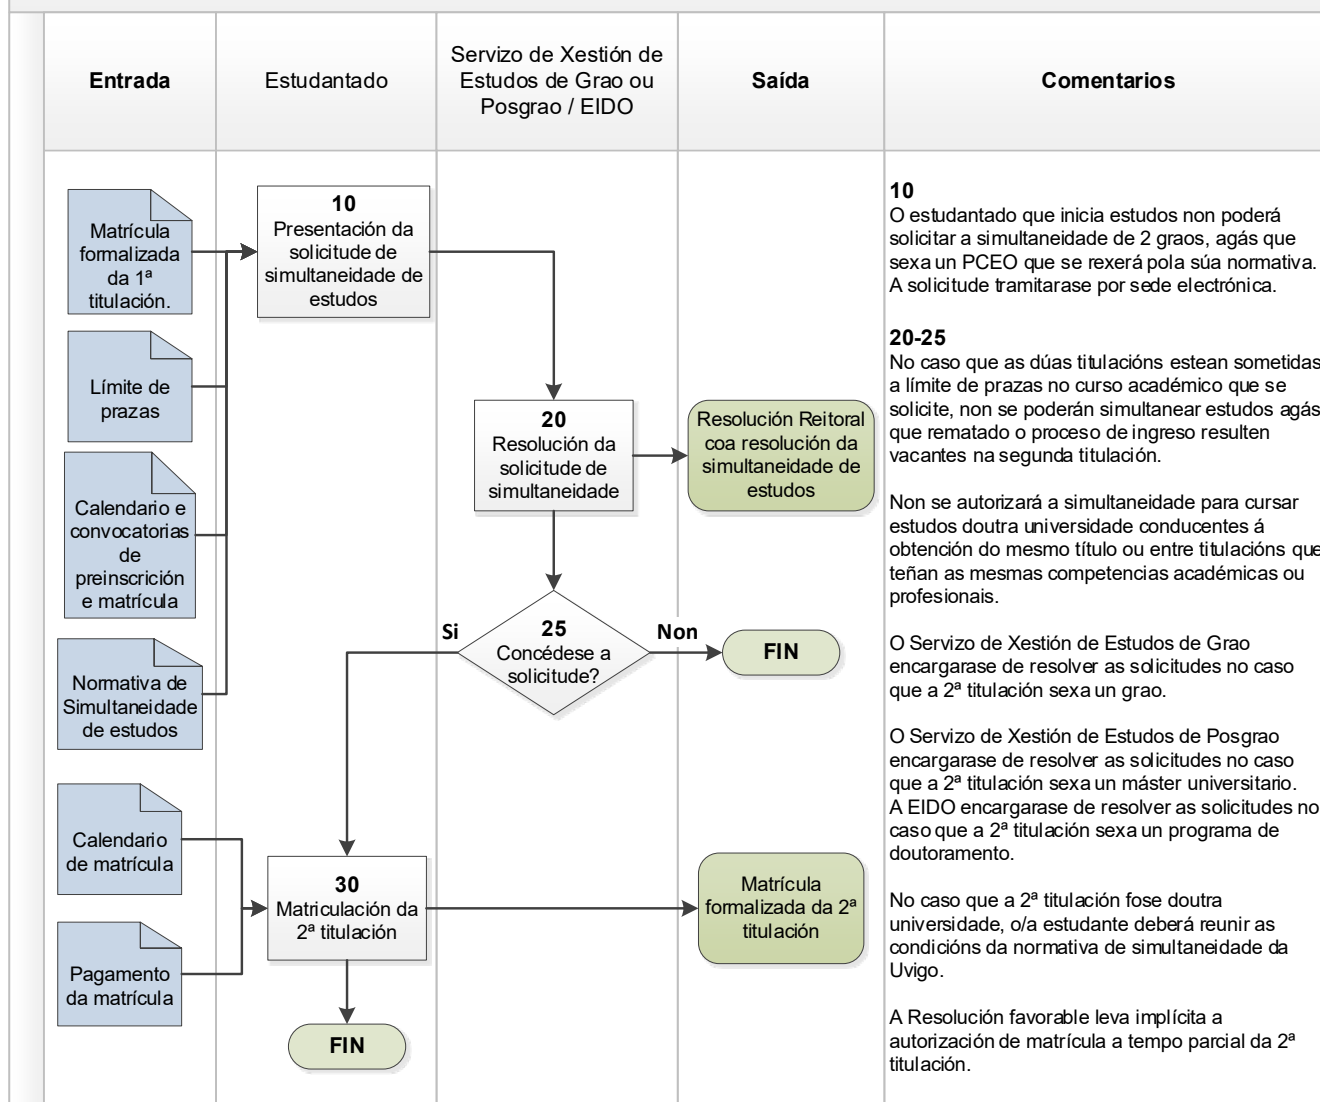 Entrada
Estudantado
Servizo de Xestión de
Estudos de Grao ou
Posgrao / EIDO
Saída
Comentarios
Matrícula
formalizada
da 1ª
titulación.
Límite de
prazas
Calendario e
convocatorias
de
preinscrición
e matrícula
Normativa de
Simultaneidade
de estudos
Calendario
de matrícula
Pagamento
da matrícula
10
Presentación da
solicitude de
simultaneidade de
estudos
20
Resolución da
solicitude de
simultaneidade
Resolución Reitoral
coa resolución da
simultaneidade de
estudos
25
Concédese a
solicitude?
Si
Non
FIN
30
Matriculación da
2ª titulación
Matrícula
formalizada da 2ª
titulación
FIN
10
O estudantado que inicia estudos non poderá
solicitar a simultaneidade de 2 graos, agás que
sexa un PCEO que se rexerá pola súa normativa.
A solicitude tramitarase por sede electrónica.
20-25
No caso que as dúas titulacións estean sometidas
a límite de prazas no curso académico que se
solicite, non se poderán simultanear estudos agás
que rematado o proceso de ingreso resulten
vacantes na segunda titulación.
Non se autorizará a simultaneidade para cursar
estudos doutra universidade conducentes á
obtención do mesmo título ou entre titulacións que
teñan as mesmas competencias académicas ou
profesionais.
O Servizo de Xestión de Estudos de Grao
encargarase de resolver as solicitudes no caso
que a 2ª titulación sexa un grao.
O Servizo de Xestión de Estudos de Posgrao
encargarase de resolver as solicitudes no caso
que a 2ª titulación sexa un máster universitario.
A EIDO encargarase de resolver as solicitudes no
caso que a 2ª titulación sexa un programa de
doutoramento.
No caso que a 2ª titulación fose doutra
universidade, o/a estudante deberá reunir as
condicións da normativa de simultaneidade da
Uvigo.
A Resolución favorable leva implícita a
autorización de matrícula a tempo parcial da 2ª
titulación.